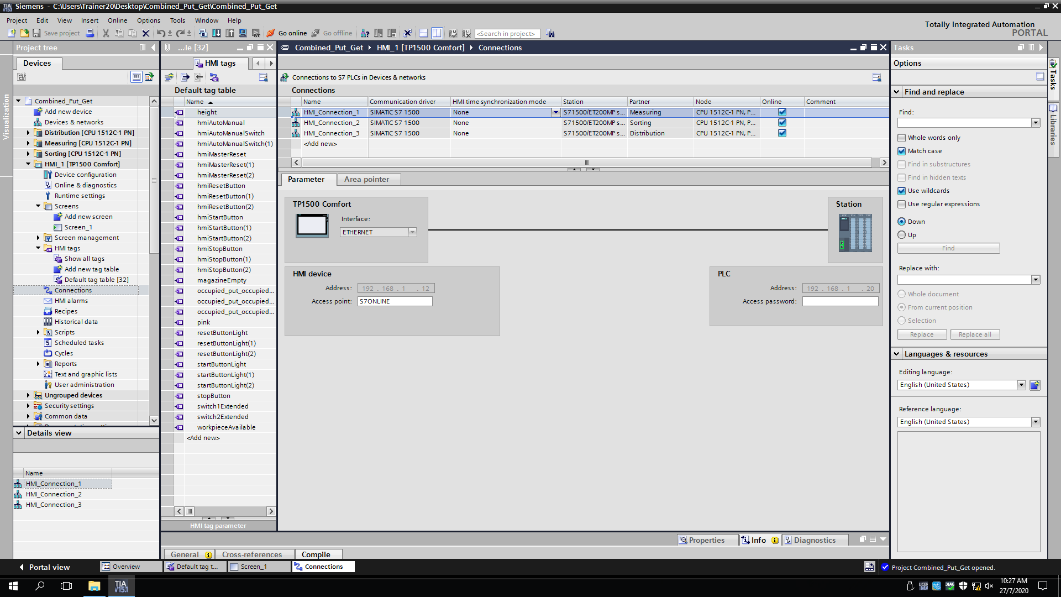 Siemens - C:\Users\Trainer20\Desktop\Combined_Put_Get\Combined_Put_Get
Project Edit View Insert Online Options Tools Window Help
Totally Integrated Automation
PORTAL
Save project
Go online
Go offline
<Search in project>
Project tree
Devices
Combined_Put_Get
Add new device
Devices & networks
Distribution [CPU 1512C-1 PN]
Measuring [CPU 1512C-1 PN]
Sorting [CPU 1512C-1 PN]
HMI_1 [TP1500 Comfort]
Device configuration
Online & diagnostics
Runtime settings
Screens
Add new screen
Screen_1
Screen management
HMI tags
Show all tags
Add new tag table
Default tag table [32]
Connections
HMI alarms
Recipes
Historical data
Scripts
Scheduled tasks
Cycles
Reports
Text and graphic lists
User administration
Ungrouped devices
Security settings
Common data
Details view
Name
HMI_Connection_1
HMI_Connection_2
HMI_Connection_3
Visualization
...le [32]
HMI tags
Default tag table
Name
height
hmiAutoManual
hmiAutoManualSwitch
hmiAutoManualSwitch(1)
hmiMasterReset
hmiMasterReset(1)
hmiMasterReset(2)
hmiResetButton
hmiResetButton(1)
hmiResetButton(2)
hmiStartButton
hmiStartButton(1)
hmiStartButton(2)
hmiStopButton
hmiStopButton(1)
hmiStopButton(2)
magazineEmpty
occupied_put_occupied...
occupied_put_occupied...
occupied_put_occupied...
pink
resetButtonLight
resetButtonLight(1)
resetButtonLight(2)
startButtonLight
startButtonLight(1)
startButtonLight(2)
stopButton
switch1Extended
switch2Extended
workpieceAvailable
<Add new>
HMI tag parameter
Combined_Put_Get HMI_1 [TP1500 Comfort] Connections
Connections to S7 PLCs in Devices & networks
Connections
Name Communication driver HMI time synchronization mode Station Partner Node Online Comment
HMI_Connection_1 SIMATIC S7 1500 None S71500/ET200MP s... Measuring CPU 1512C-1 PN, P...
HMI_Connection_2 SIMATIC S7 1500 None S71500/ET200MP s... Sorting CPU 1512C-1 PN, P...
HMI_Connection_3 SIMATIC S7 1500 None S71500/ET200MP s... Distribution CPU 1512C-1 PN, P...
<Add new>
Parameter Area pointer
TP1500 Comfort
Interface:
ETHERNET
Station
HMI device
Address: 192 . 168 . 1 . 12
Access point: S7ONLINE
PLC
Address: 192 . 168 . 1 . 20
Access password:
Properties Info Diagnostics
General Cross-references Compile
Tasks
Options
Find and replace
Find:
Whole words only
Match case
Find in substructures
Find in hidden texts
Use wildcards
Use regular expressions
Down
Up
Find
Replace with:
Whole document
From current position
Selection
Replace Replace all
Languages & resources
Editing language:
English (United States)
Reference language:
English (United States)
Tasks
Libraries
Portal view
Overview
Default tag t...
Screen_1
Connections
Project Combined_Put_Get opened.
TIA
V15.1
10:27 AM
27/7/2020